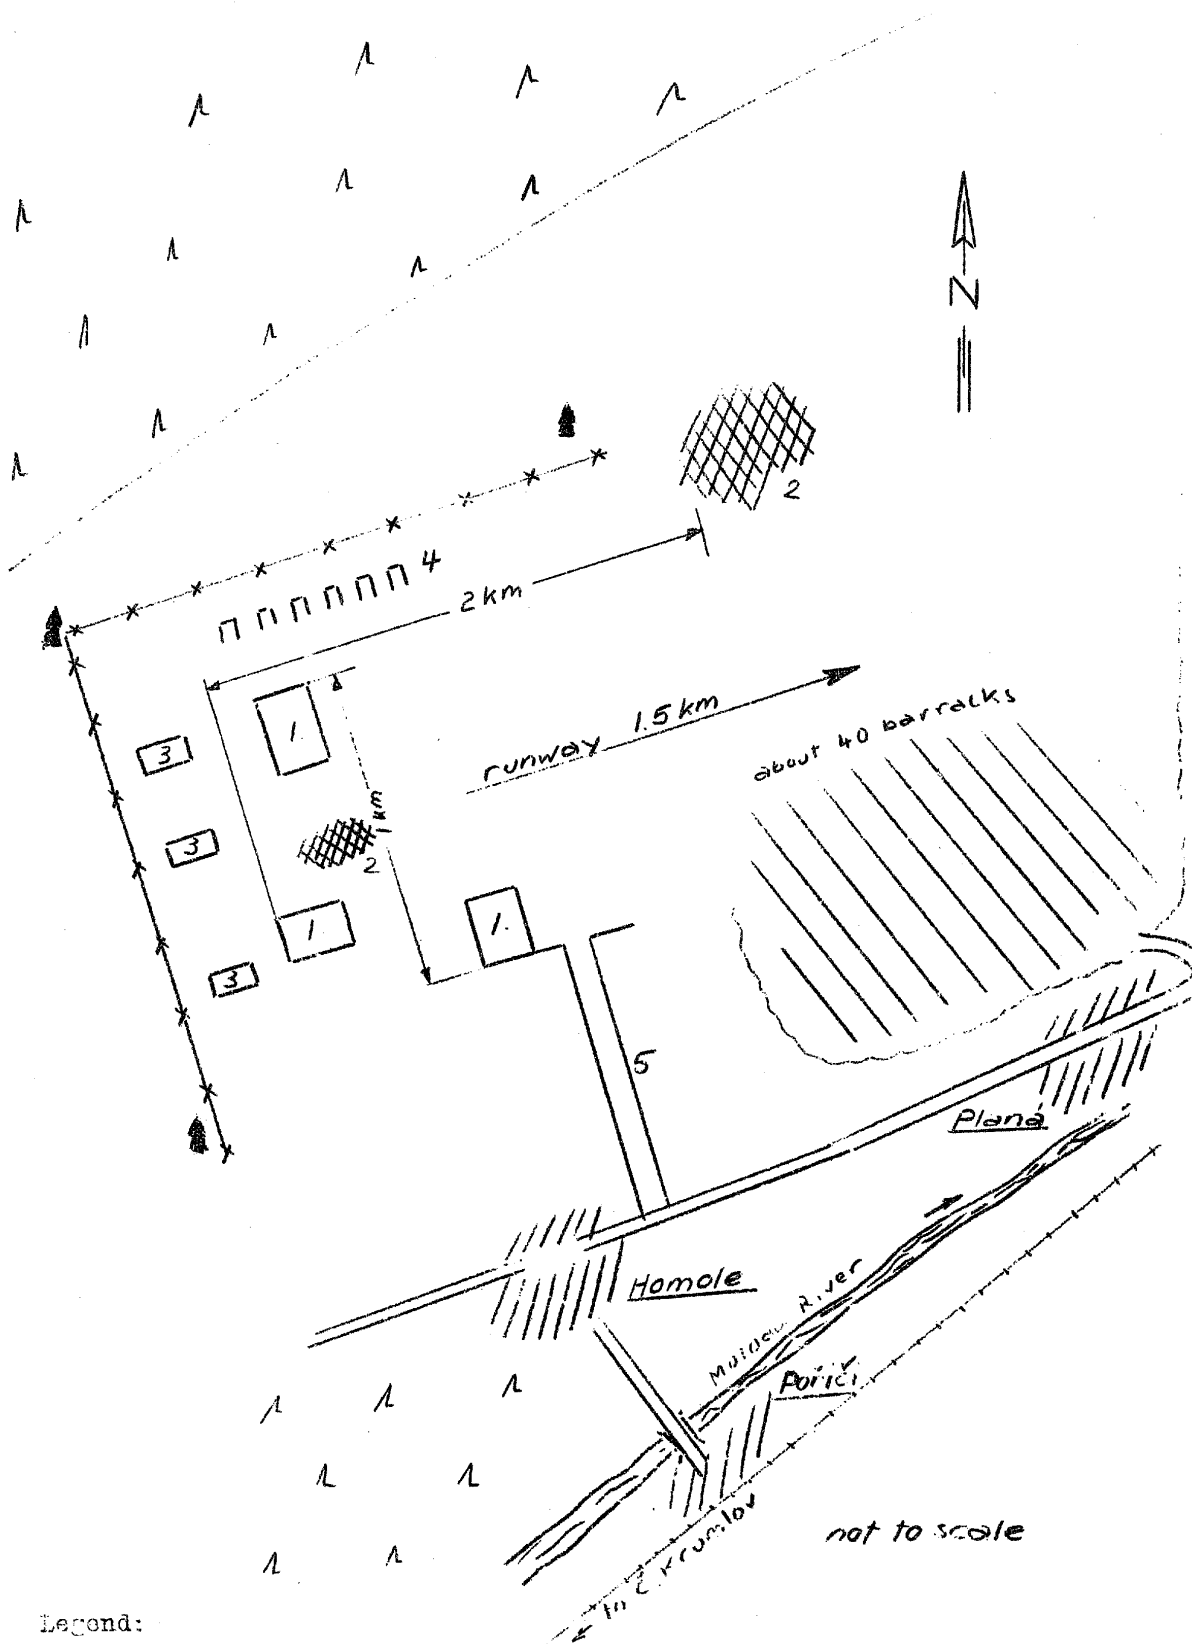 N
2
4
2 km
1.
runway 1.5 km
about 40 barracks
3
1 km
3
2
1
1.
3
5
Planá
Homole
Moldau River
Poříčí
to Č. Krumlov
not to scale
Legend: